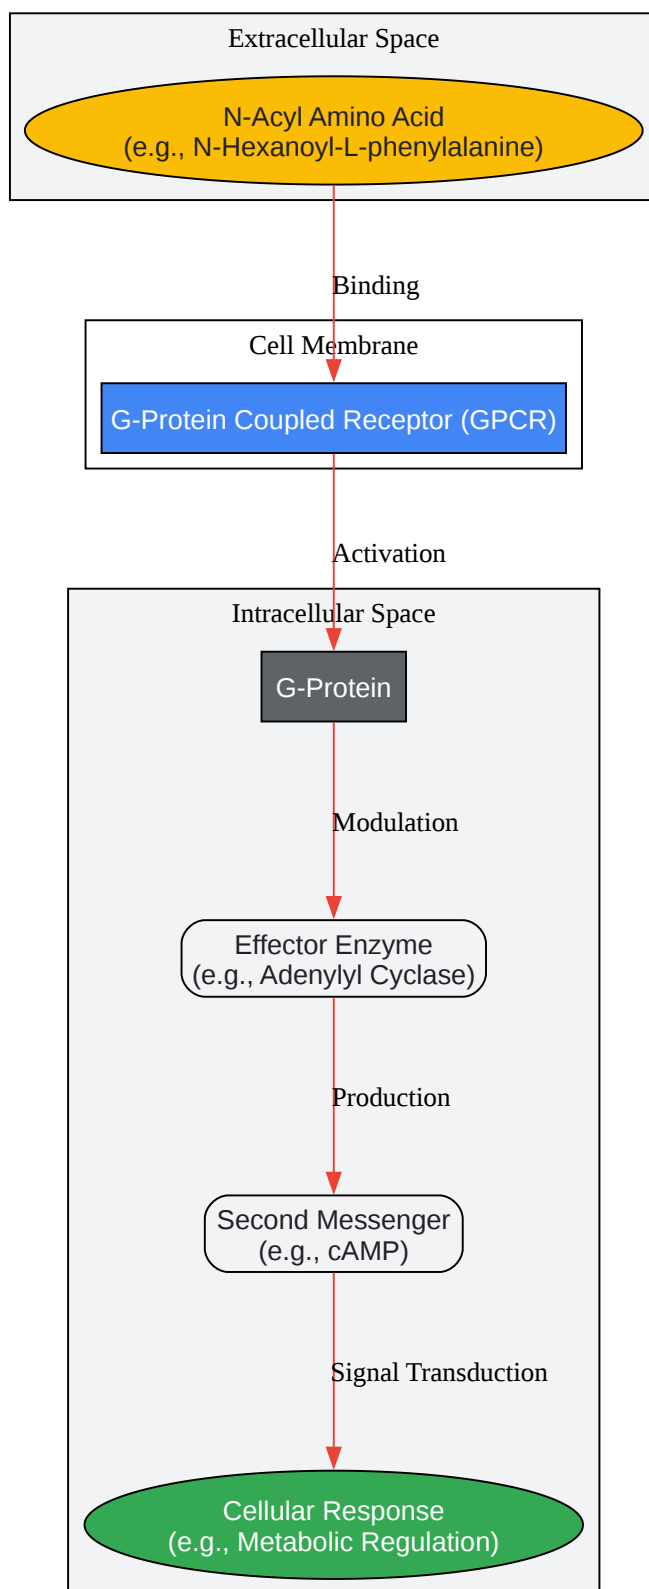 Extracellular Space
N-Acyl Amino Acid
(e.g., N-Hexanoyl-L-phenylalanine)
Binding
Cell Membrane
G-Protein Coupled Receptor (GPCR)
Activation
Intracellular Space
G-Protein
Modulation
Effector Enzyme
(e.g., Adenylyl Cyclase)
Production
Second Messenger
(e.g., cAMP)
Signal Transduction
Cellular Response
(e.g., Metabolic Regulation)